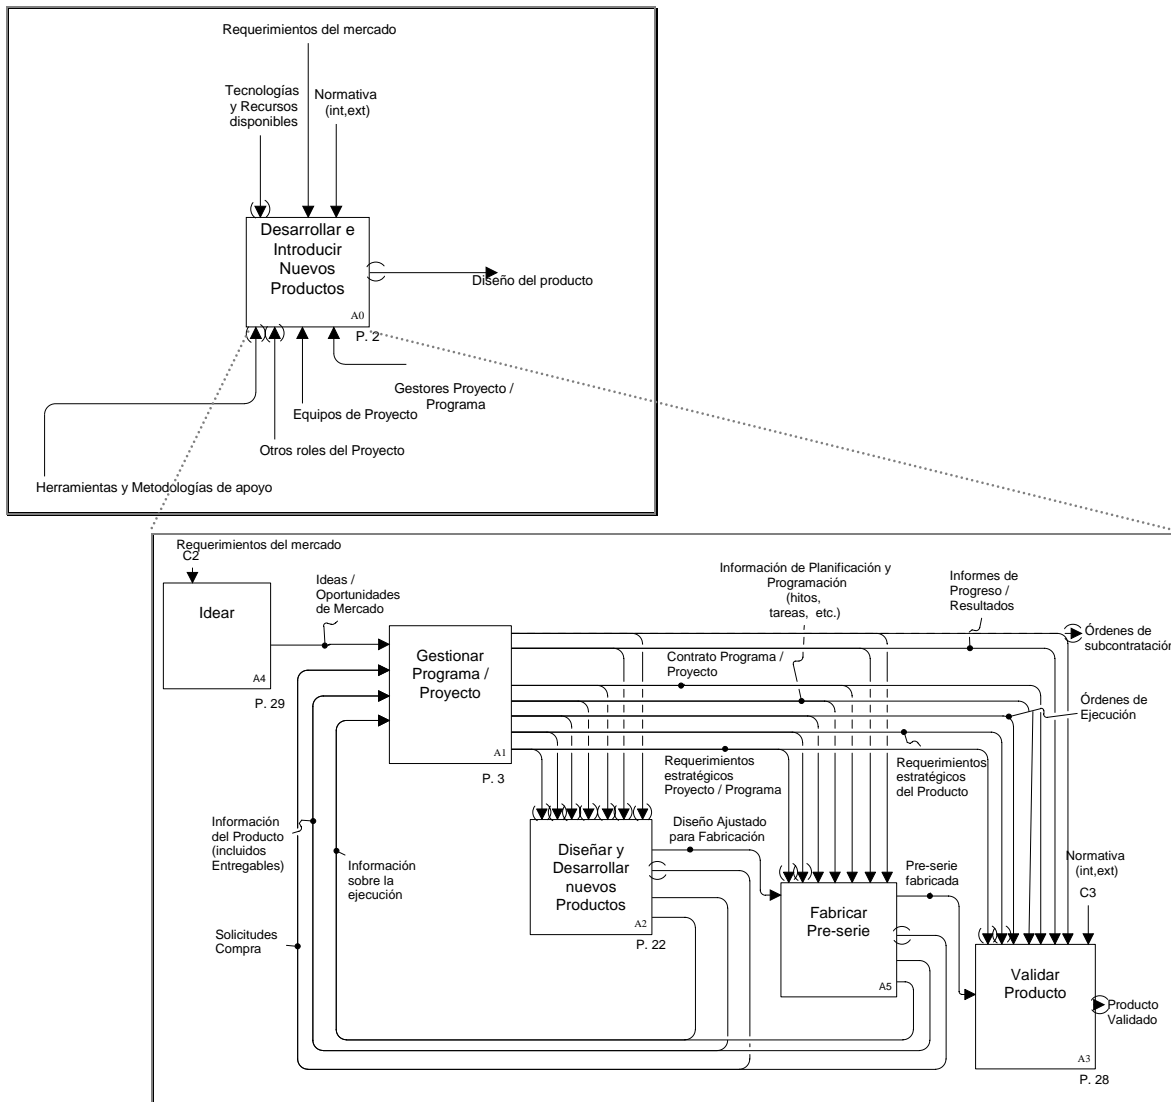 Requerimientos del mercado
Tecnologías
y Recursos
disponibles
Normativa
(int,ext)
Desarrollar e
Introducir
Nuevos
Productos
A0
P. 2
Diseño del producto
Gestores Proyecto /
Programa
Equipos de Proyecto
Otros roles del Proyecto
Herramientas y Metodologías de apoyo
Requerimientos del mercado
C2
Idear
A4
P. 29
Ideas /
Oportunidades
de Mercado
Gestionar
Programa /
Proyecto
A1
P. 3
Información de Planificación y
Programación
(hitos,
tareas, etc.)
Informes de
Progreso /
Resultados
Órdenes de
subcontratación
Contrato Programa /
Proyecto
Órdenes de
Ejecución
Requerimientos
estratégicos
Proyecto / Programa
Requerimientos
estratégicos
del Producto
Información
del Producto
(incluidos
Entregables)
Información
sobre la
ejecución
Solicitudes
Compra
Diseñar y
Desarrollar
nuevos
Productos
A2
P. 22
Diseño Ajustado
para Fabricación
Fabricar
Pre-serie
A5
Pre-serie
fabricada
Normativa
(int,ext)
C3
Validar
Producto
A3
P. 28
Producto
Validado